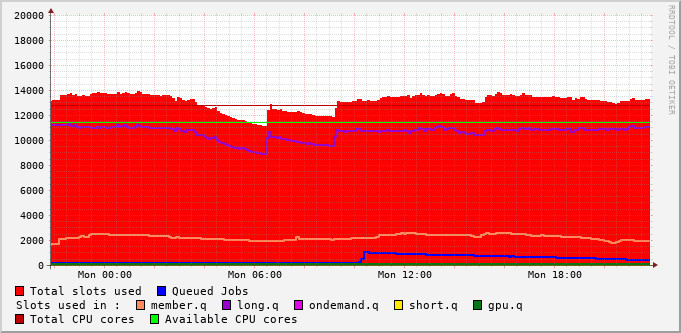 20000
18000
16000
14000
12000
10000
8000
6000
4000
2000
0
Mon 00:00 Mon 06:00 Mon 12:00 Mon 18:00
RRDTOOL / TOBI OETIKER
Total slots used Queued Jobs
Slots used in : member.q long.q ondemand.q short.q gpu.q
Total CPU cores Available CPU cores